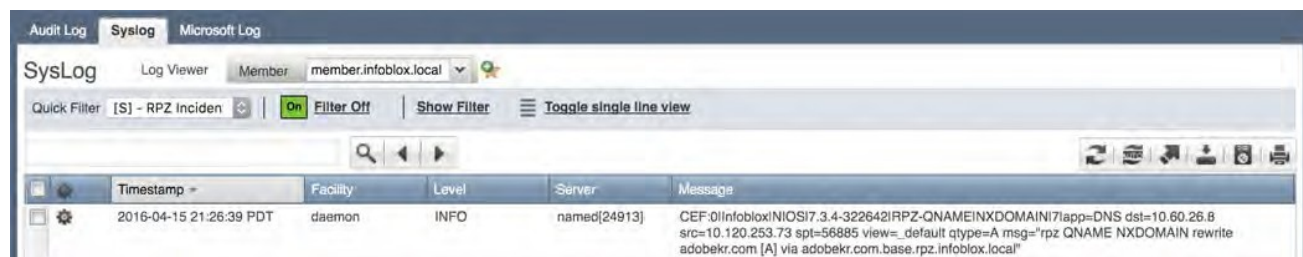 Audit Log Syslog Microsoft Log
SysLog Log Viewer Member member.infoblox.local
Quick Filter [S] - RPZ Inciden On Filter Off Show Filter Toggle single line view
Timestamp Facility Level Server Message
2016-04-15 21:26:39 PDT daemon INFO named[24913] CEF:0|Infoblox|NIOS|7.3.4-322642|RPZ-QNAME|NXDOMAIN|7|app=DNS dst=10.60.26.8
src=10.120.253.73 spt=56885 view=_default qtype=A msg="rpz QNAME NXDOMAIN rewrite
adobekr.com [A] via adobekr.com.base.rpz.infoblox.local"